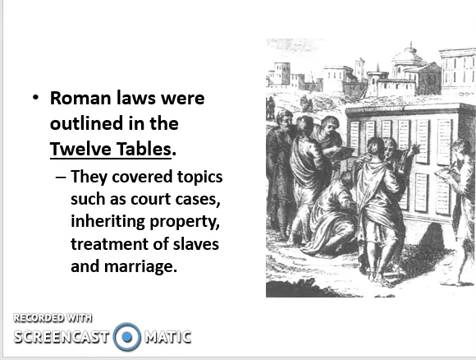 • Roman laws were
outlined in the
Twelve Tables.
– They covered topics
such as court cases,
inheriting property,
treatment of slaves
and marriage.
RECORDED WITH
SCREENCAST MATIC